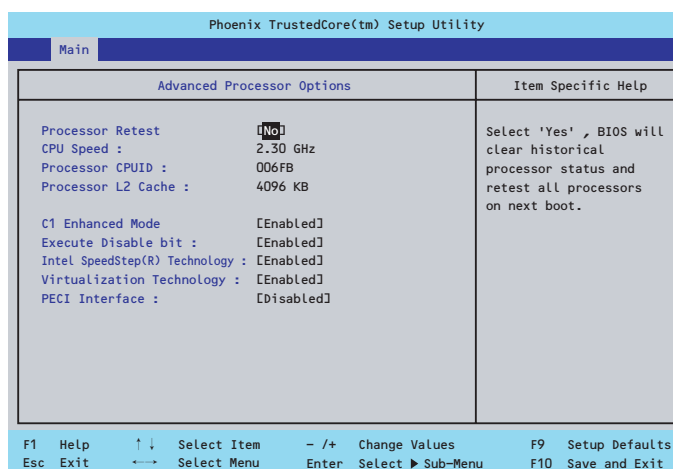 Phoenix TrustedCore(tm) Setup Utility
Main
Advanced Processor Options
Item Specific Help
Processor Retest [No]
CPU Speed : 2.30 GHz
Processor CPUID : 006FB
Processor L2 Cache : 4096 KB
C1 Enhanced Mode [Enabled]
Execute Disable bit : [Enabled]
Intel SpeedStep(R) Technology : [Enabled]
Virtualization Technology : [Enabled]
PECI Interface : [Disabled]
Select 'Yes' , BIOS will
clear historical
processor status and
retest all processors
on next boot.
F1 Help ↑↓ Select Item - /+ Change Values F9 Setup Defaults
Esc Exit ←→ Select Menu Enter Select ▶ Sub-Menu F10 Save and Exit